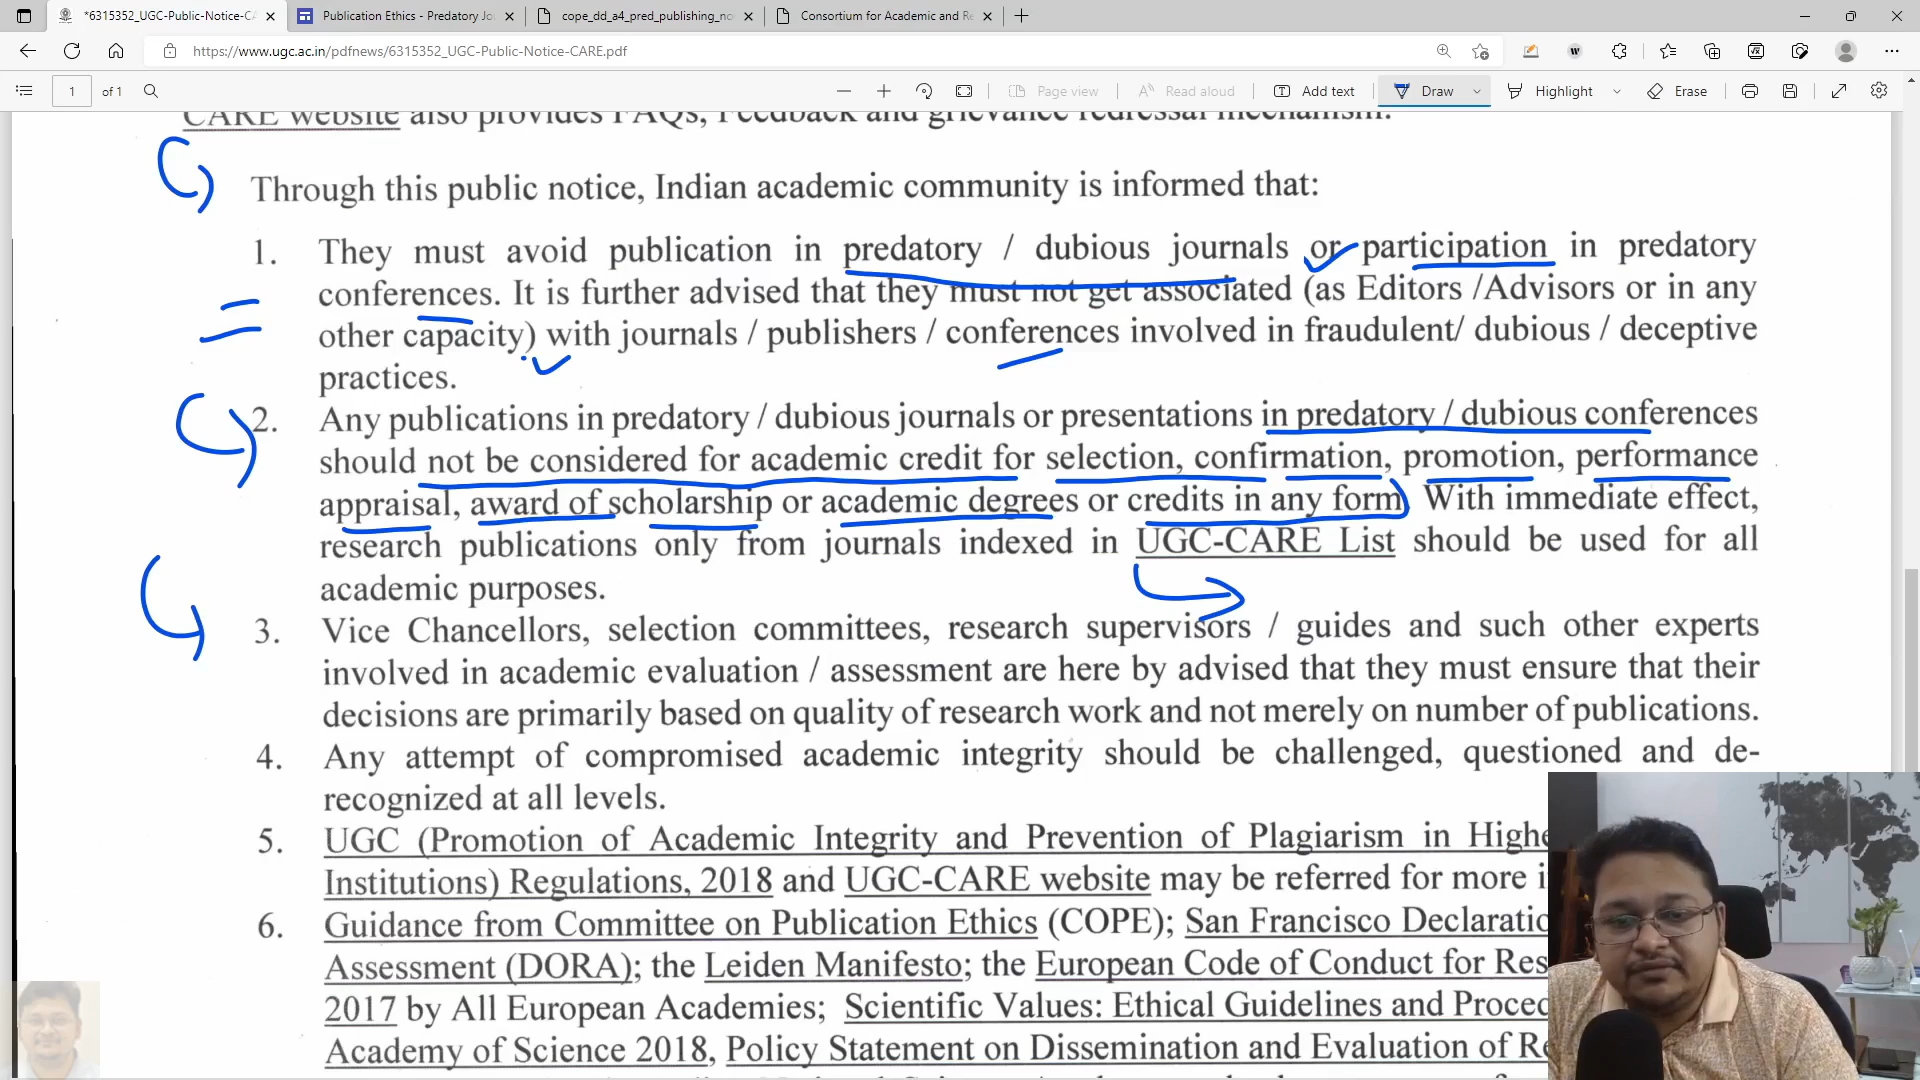 *6315352_UGC-Public-Notice-CA
Publication Ethics - Predatory Jo
cope_dd_a4_pred_publishing_no
Consortium for Academic and Re
https://www.ugc.ac.in/pdfnews/6315352_UGC-Public-Notice-CARE.pdf
1 of 1
Page view
Read aloud
Add text
Draw
Highlight
Erase
CARE website also provides FAQs, Feedback and grievance redressal mechanism.
Through this public notice, Indian academic community is informed that:
1. They must avoid publication in predatory / dubious journals or participation in predatory
conferences. It is further advised that they must not get associated (as Editors /Advisors or in any
other capacity) with journals / publishers / conferences involved in fraudulent/ dubious / deceptive
practices.
2. Any publications in predatory / dubious journals or presentations in predatory / dubious conferences
should not be considered for academic credit for selection, confirmation, promotion, performance
appraisal, award of scholarship or academic degrees or credits in any form. With immediate effect,
research publications only from journals indexed in UGC-CARE List should be used for all
academic purposes.
3. Vice Chancellors, selection committees, research supervisors / guides and such other experts
involved in academic evaluation / assessment are here by advised that they must ensure that their
decisions are primarily based on quality of research work and not merely on number of publications.
4. Any attempt of compromised academic integrity should be challenged, questioned and de-
recognized at all levels.
5. UGC (Promotion of Academic Integrity and Prevention of Plagiarism in Highe
Institutions) Regulations, 2018 and UGC-CARE website may be referred for more i
6. Guidance from Committee on Publication Ethics (COPE); San Francisco Declaratio
Assessment (DORA); the Leiden Manifesto; the European Code of Conduct for Res
2017 by All European Academies; Scientific Values: Ethical Guidelines and Proced
Academy of Science 2018, Policy Statement on Dissemination and Evaluation of Re